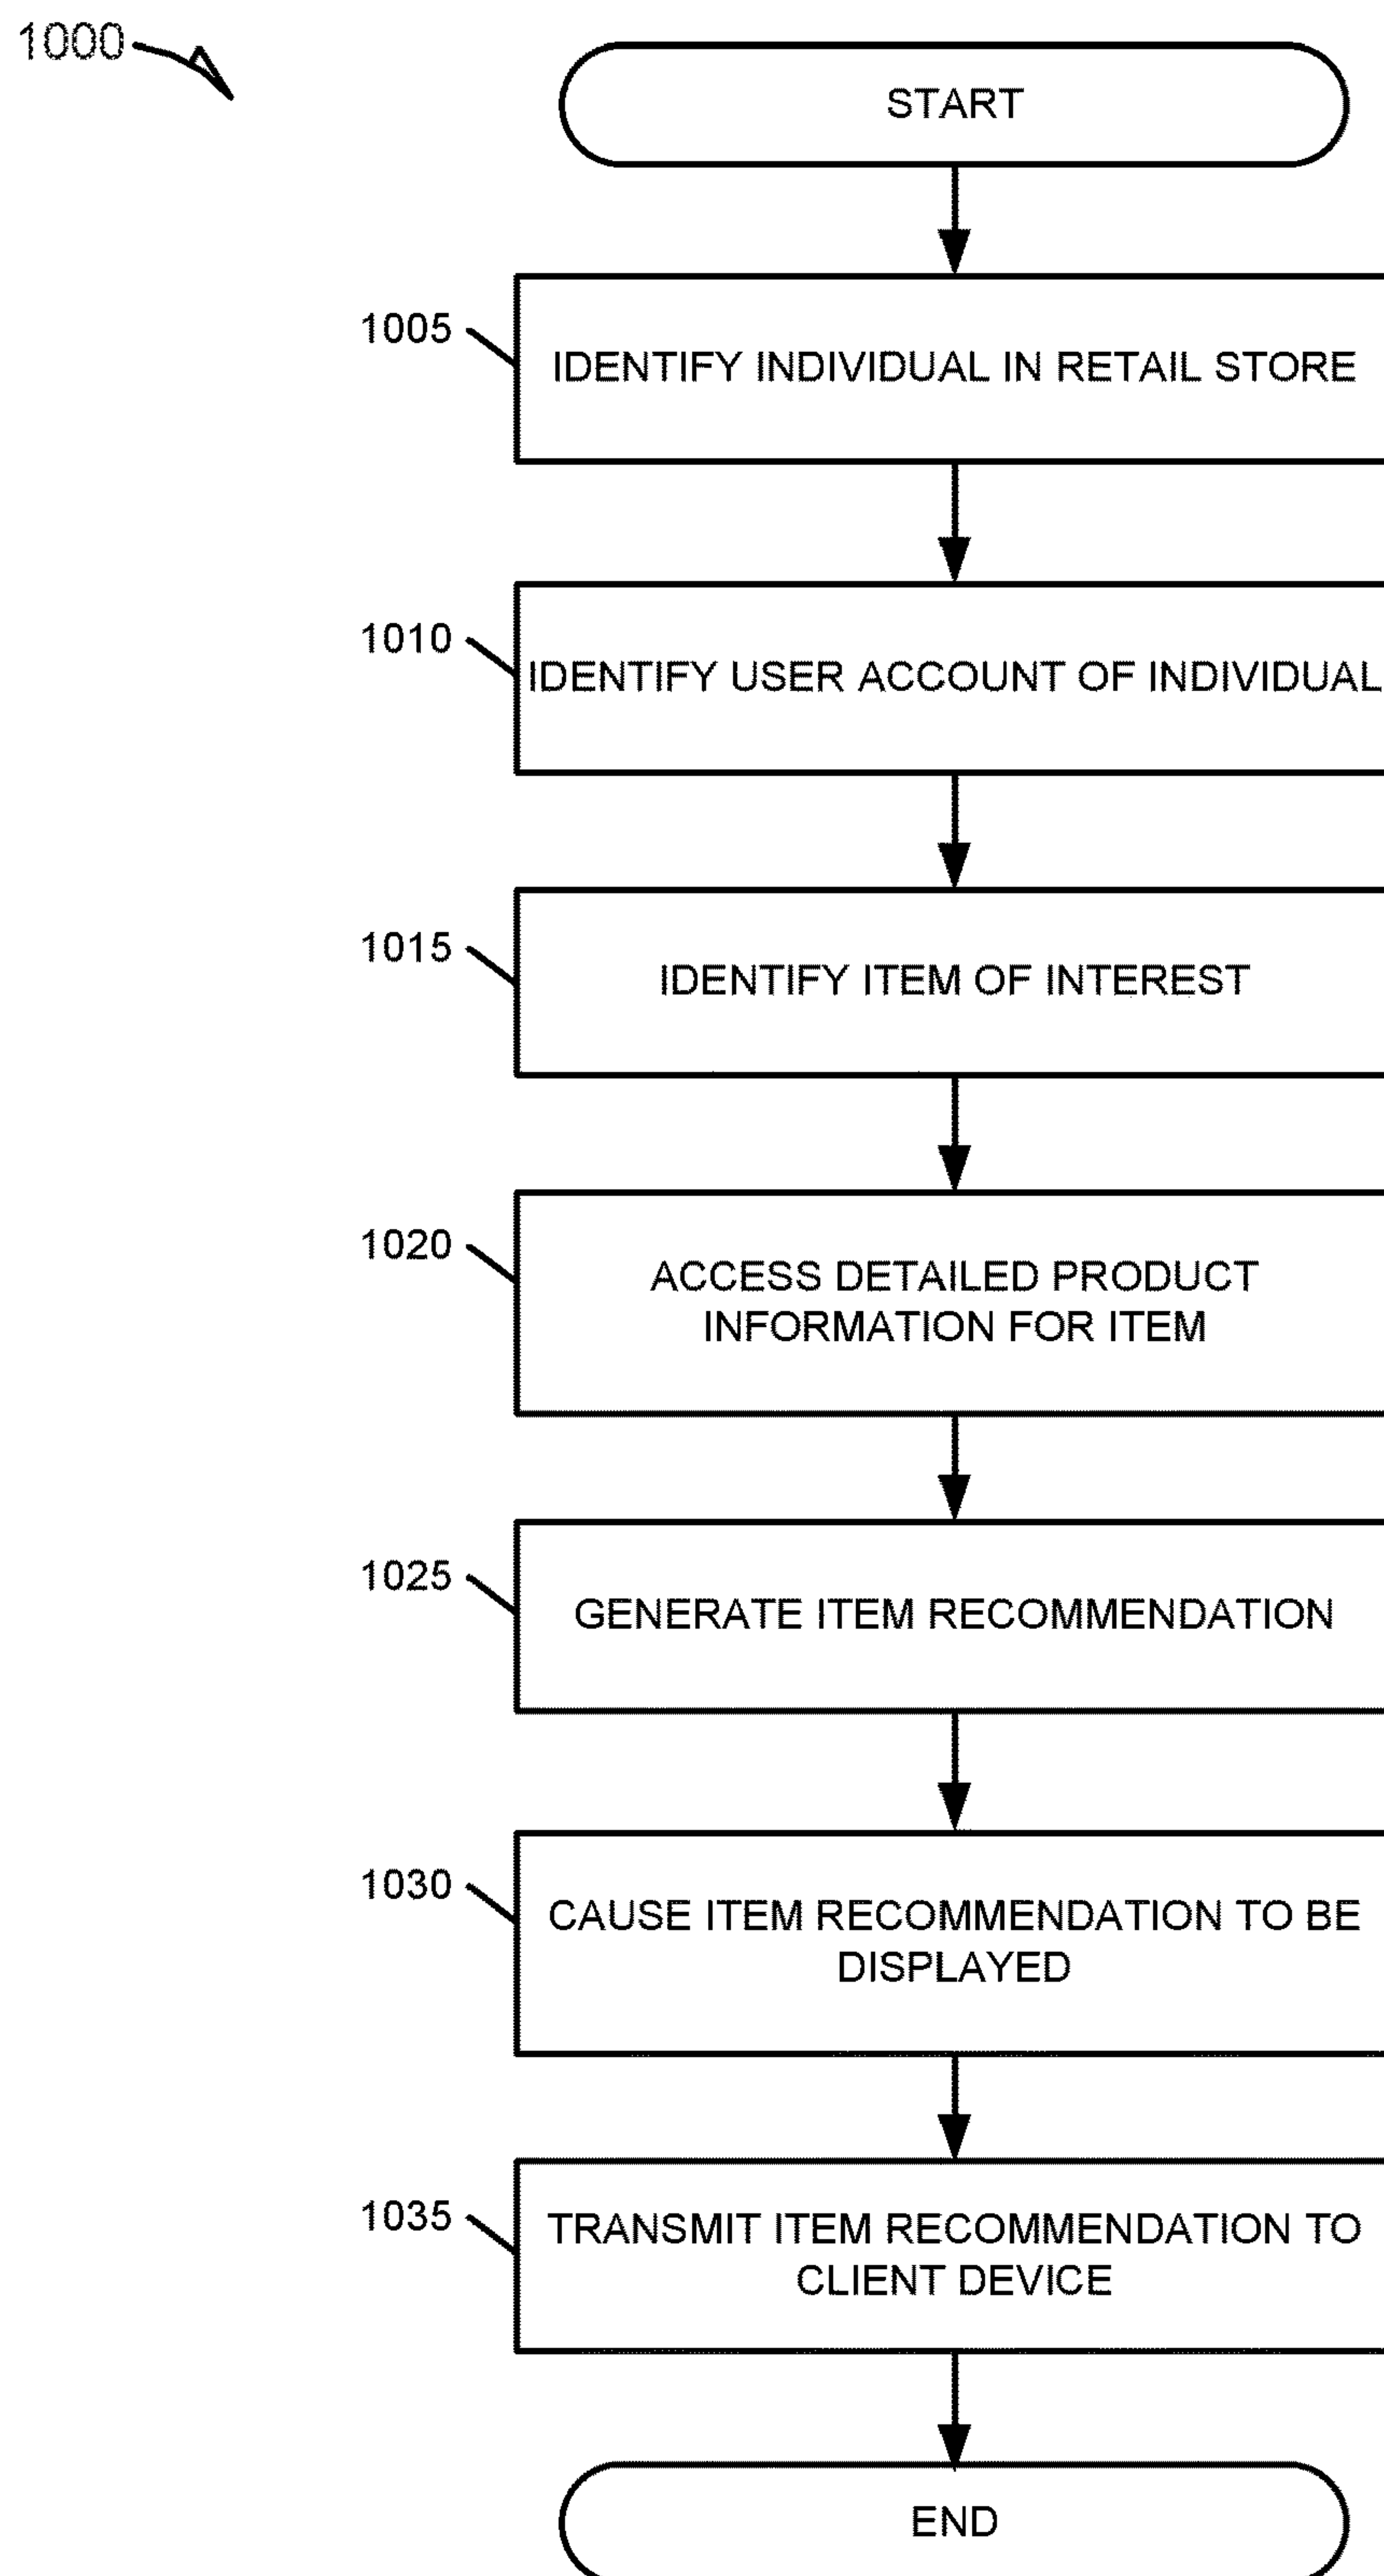 1000
START
1005
IDENTIFY INDIVIDUAL IN RETAIL STORE
1010
IDENTIFY USER ACCOUNT OF INDIVIDUAL
1015
IDENTIFY ITEM OF INTEREST
1020
ACCESS DETAILED PRODUCT
INFORMATION FOR ITEM
1025
GENERATE ITEM RECOMMENDATION
1030
CAUSE ITEM RECOMMENDATION TO BE
DISPLAYED
1035
TRANSMIT ITEM RECOMMENDATION TO
CLIENT DEVICE
END